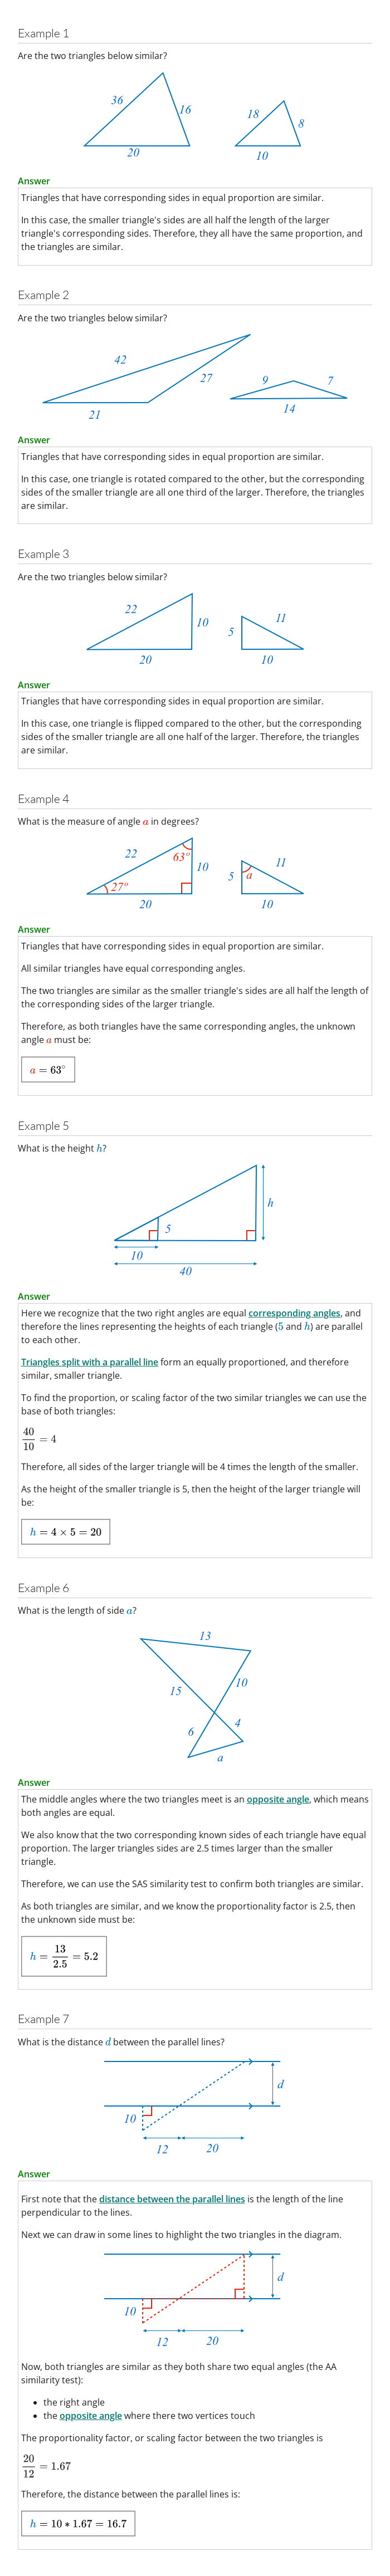 Example 1
Are the two triangles below similar?
36
16
20
18
8
10
Answer
Triangles that have corresponding sides in equal proportion are similar.
In this case, the smaller triangle's sides are all half the length of the larger
triangle's corresponding sides. Therefore, they all have the same proportion, and
the triangles are similar.
Example 2
Are the two triangles below similar?
42
27
21
9
7
14
Answer
Triangles that have corresponding sides in equal proportion are similar.
In this case, one triangle is rotated compared to the other, but the corresponding
sides of the smaller triangle are all one third of the larger. Therefore, the triangles
are similar.
Example 3
Are the two triangles below similar?
22
10
20
5
11
10
Answer
Triangles that have corresponding sides in equal proportion are similar.
In this case, one triangle is flipped compared to the other, but the corresponding
sides of the smaller triangle are all one half of the larger. Therefore, the triangles
are similar.
Example 4
What is the measure of angle a in degrees?
22
63°
10
27°
20
5
a
11
10
Answer
Triangles that have corresponding sides in equal proportion are similar.
All similar triangles have equal corresponding angles.
The two triangles are similar as the smaller triangle's sides are all half the length of
the corresponding sides of the larger triangle.
Therefore, as both triangles have the same corresponding angles, the unknown
angle a must be:
a = 63°
Example 5
What is the height h?
h
5
10
40
Answer
Here we recognize that the two right angles are equal corresponding angles, and
therefore the lines representing the heights of each triangle (5 and h) are parallel
to each other.
Triangles split with a parallel line form an equally proportioned, and therefore
similar, smaller triangle.
To find the proportion, or scaling factor of the two similar triangles we can use the
base of both triangles:
40/10 = 4
Therefore, all sides of the larger triangle will be 4 times the length of the smaller.
As the height of the smaller triangle is 5, then the height of the larger triangle will
be:
h = 4 × 5 = 20
Example 6
What is the length of side a?
13
10
15
4
6
a
Answer
The middle angles where the two triangles meet is an opposite angle, which means
both angles are equal.
We also know that the two corresponding known sides of each triangle have equal
proportion. The larger triangles sides are 2.5 times larger than the smaller
triangle.
Therefore, we can use the SAS similarity test to confirm both triangles are similar.
As both triangles are similar, and we know the proportionality factor is 2.5, then
the unknown side must be:
h = 13/2.5 = 5.2
Example 7
What is the distance d between the parallel lines?
d
10
12
20
Answer
First note that the distance between the parallel lines is the length of the line
perpendicular to the lines.
Next we can draw in some lines to highlight the two triangles in the diagram.
d
10
12
20
Now, both triangles are similar as they both share two equal angles (the AA
similarity test):
• the right angle
• the opposite angle where there two vertices touch
The proportionality factor, or scaling factor between the two triangles is
20/12 = 1.67
Therefore, the distance between the parallel lines is:
h = 10 * 1.67 = 16.7